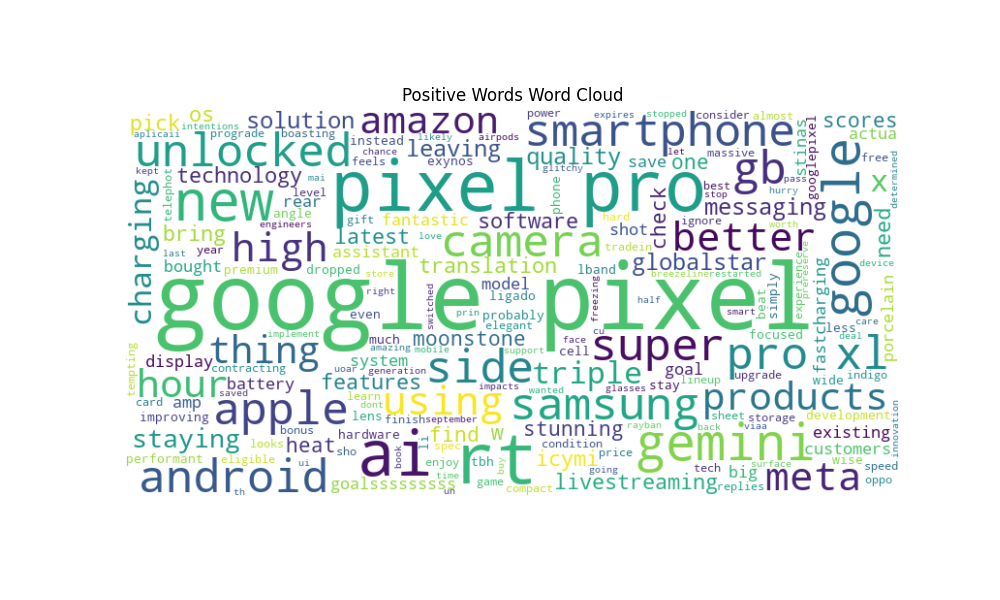 Positive Words Word Cloud
pick os solution amazon power expires stopped consider almost scores
aplicaii intentions prograde boasting instead likely airpods smartphone let massive stinas googlepixel actua
unlocked chance leaving feels exynos quality glitchy save one gb pass free
kept telephot technology mai pixel pro phone best stop hurry google x determined
charging new rear level engineers angle gift fantastic software shot check ignore messaging need
bring year high latest love assistant camera hard tradein better worth
bought premium dropped store translation lband globalstar breezeline restarted experience prereserve device
google pixel
last right even switched model ligado prin probably elegant freezing half smart beat simply fastcharging porcelain
thing implement much moonstone cu face super focused less care deal
tempting display contracting amazing mobile support cell goal pro xl wide indigo
hour uoar system generation side triple lineup upgrade
saved battery features impacts wanted glasses stay products
card amp apple learn dont using samsung sheet storage development innovation
improving bonus lens finish september rayban back viaa
staying looks heat hardware li find w stunning price gemini existing customers
performant eligible sho ai spec rt icymi condition going tech surface wise
android ui book enjoy tbh buy livestreaming big meta speed oppo
th goalsssssssss time un game compact replies